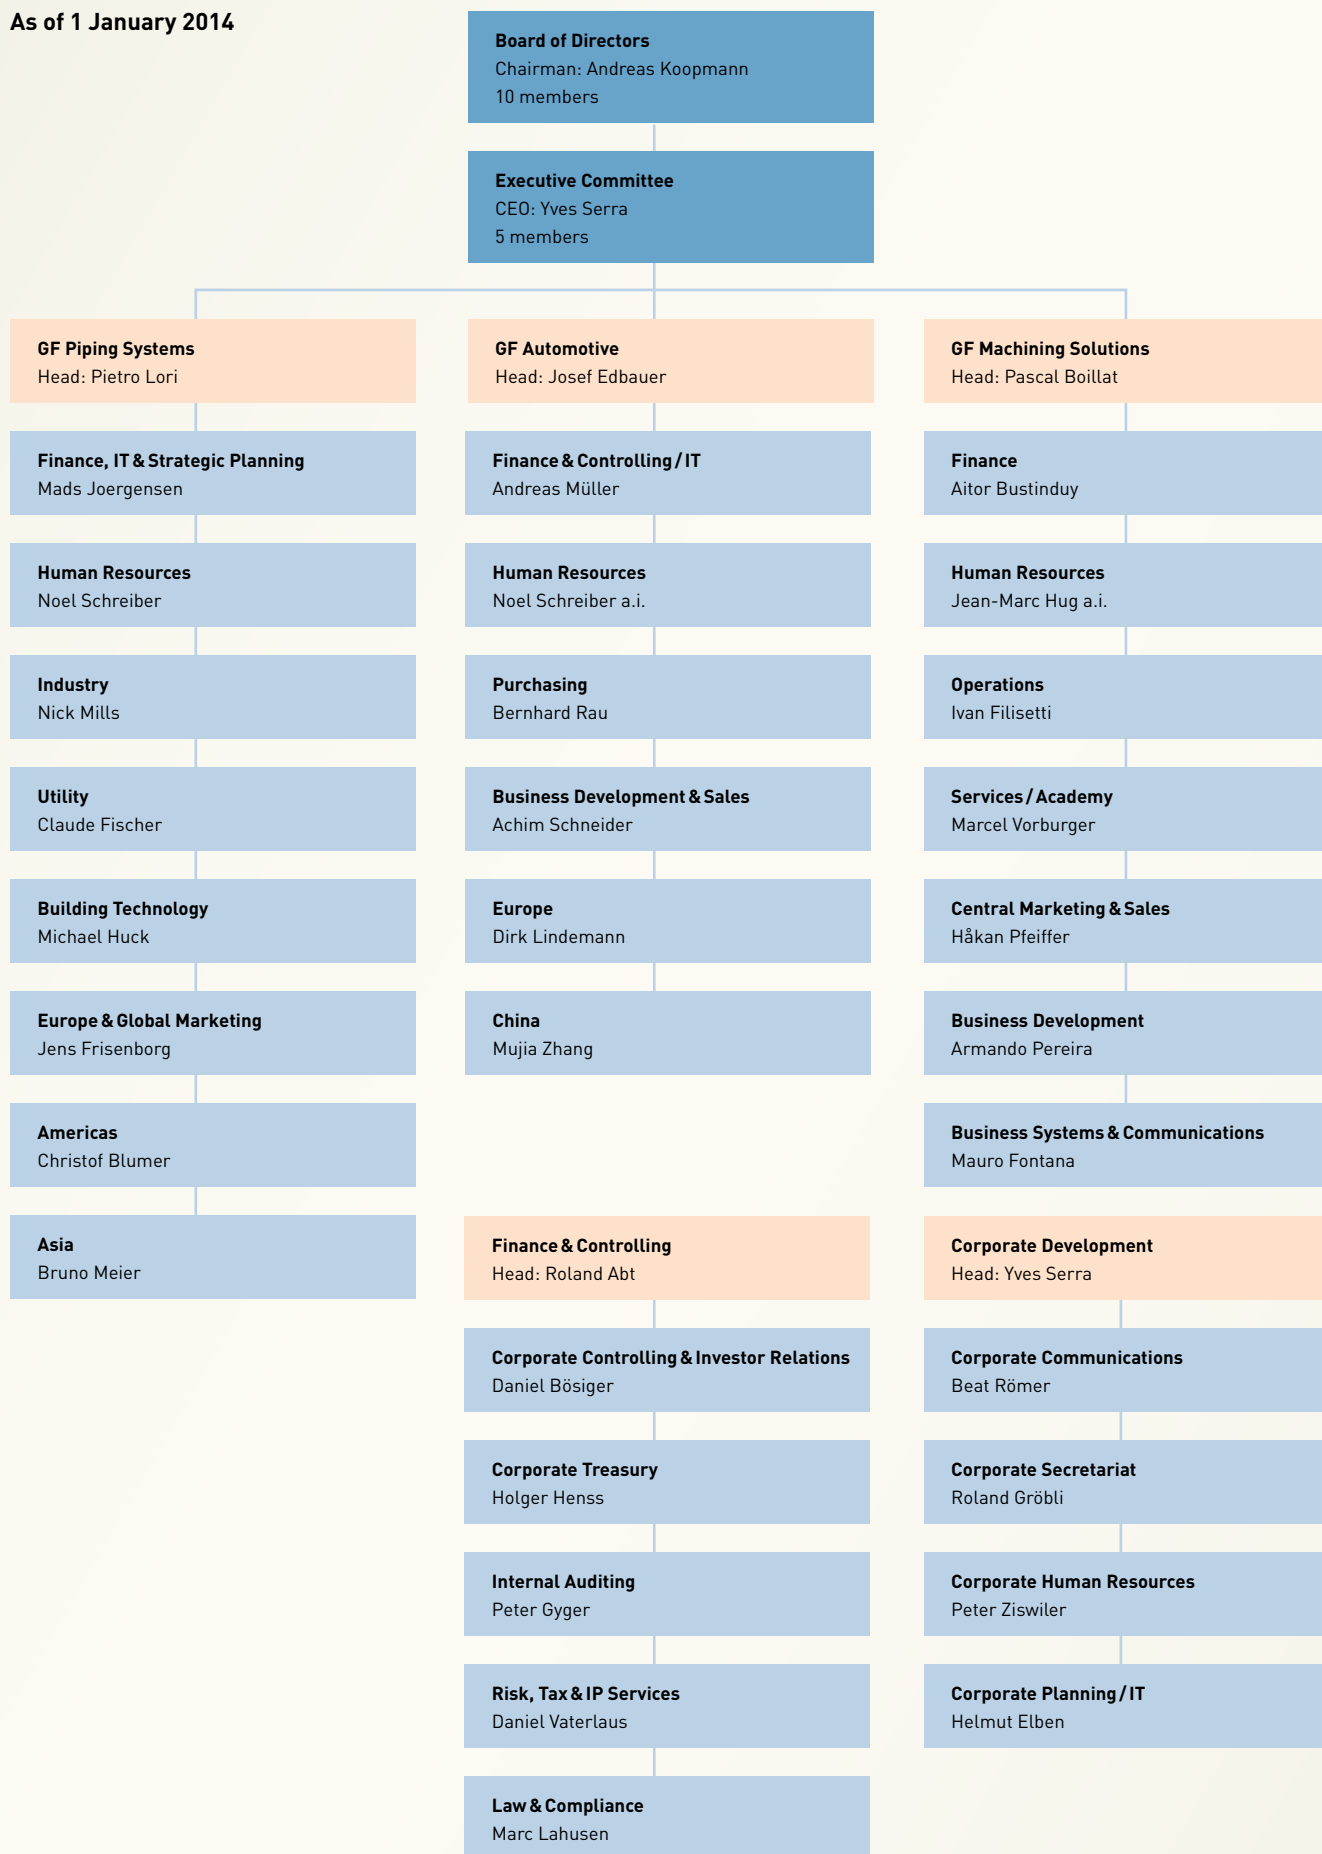 As of 1 January 2014
Board of Directors
Chairman: Andreas Koopmann
10 members
Executive Committee
CEO: Yves Serra
5 members
GF Piping Systems
Head: Pietro Lori
Finance, IT & Strategic Planning
Mads Joergensen
Human Resources
Noel Schreiber
Industry
Nick Mills
Utility
Claude Fischer
Building Technology
Michael Huck
Europe & Global Marketing
Jens Frisenborg
Americas
Christof Blumer
Asia
Bruno Meier
GF Automotive
Head: Josef Edbauer
Finance & Controlling / IT
Andreas Müller
Human Resources
Noel Schreiber a.i.
Purchasing
Bernhard Rau
Business Development & Sales
Achim Schneider
Europe
Dirk Lindemann
China
Mujia Zhang
GF Machining Solutions
Head: Pascal Boillat
Finance
Aitor Bustinduy
Human Resources
Jean-Marc Hug a.i.
Operations
Ivan Filisetti
Services / Academy
Marcel Vorburger
Central Marketing & Sales
Håkan Pfeiffer
Business Development
Armando Pereira
Business Systems & Communications
Mauro Fontana
Finance & Controlling
Head: Roland Abt
Corporate Controlling & Investor Relations
Daniel Bösiger
Corporate Treasury
Holger Henss
Internal Auditing
Peter Gyger
Risk, Tax & IP Services
Daniel Vaterlaus
Law & Compliance
Marc Lahusen
Corporate Development
Head: Yves Serra
Corporate Communications
Beat Römer
Corporate Secretariat
Roland Gröbli
Corporate Human Resources
Peter Ziswiler
Corporate Planning / IT
Helmut Elben